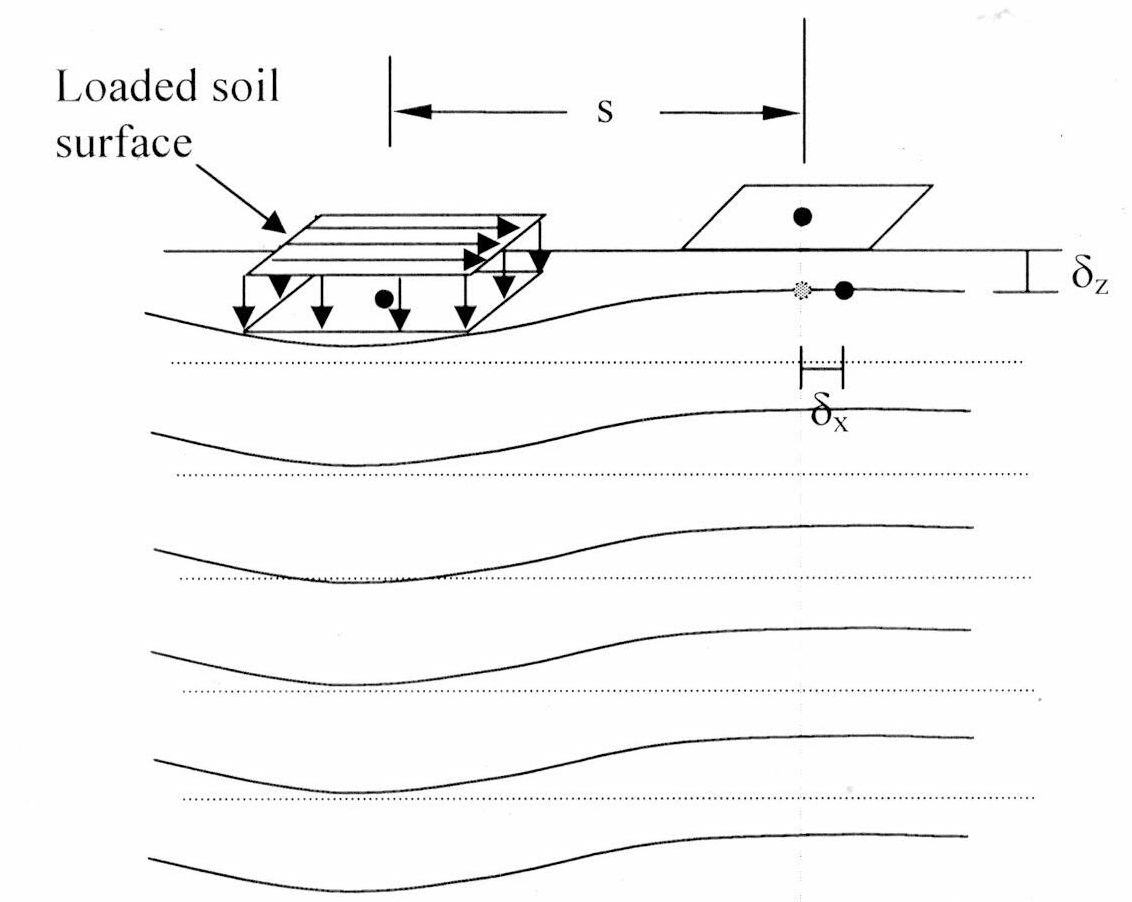 Loaded soil
surface
s
δz
δx